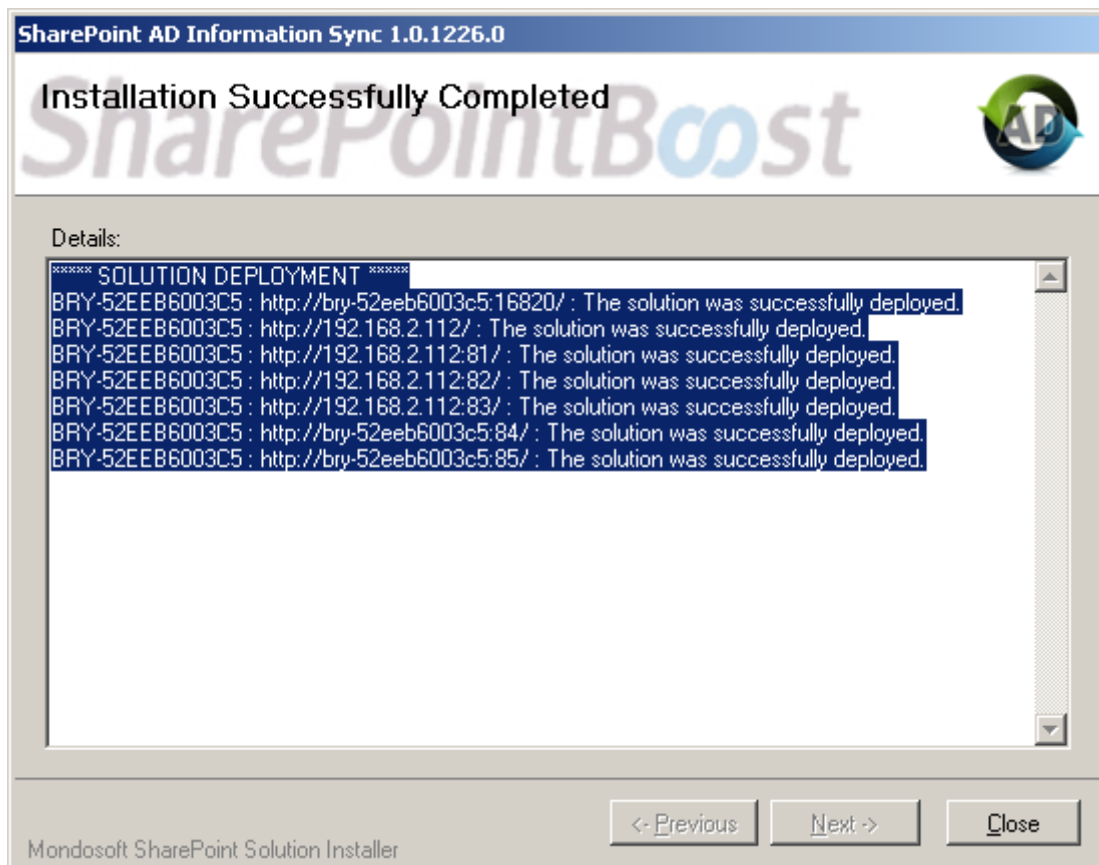 SharePoint AD Information Sync 1.0.1226.0
Installation Successfully Completed
SharePointBoost
AD
Details:
***** SOLUTION DEPLOYMENT *****
BRY-52EEB6003C5 : http://bry-52eeb6003c5:16820/ : The solution was successfully deployed.
BRY-52EEB6003C5 : http://192.168.2.112/ : The solution was successfully deployed.
BRY-52EEB6003C5 : http://192.168.2.112:81/ : The solution was successfully deployed.
BRY-52EEB6003C5 : http://192.168.2.112:82/ : The solution was successfully deployed.
BRY-52EEB6003C5 : http://192.168.2.112:83/ : The solution was successfully deployed.
BRY-52EEB6003C5 : http://bry-52eeb6003c5:84/ : The solution was successfully deployed.
BRY-52EEB6003C5 : http://bry-52eeb6003c5:85/ : The solution was successfully deployed.
<- Previous Next -> Close
Mondosoft SharePoint Solution Installer